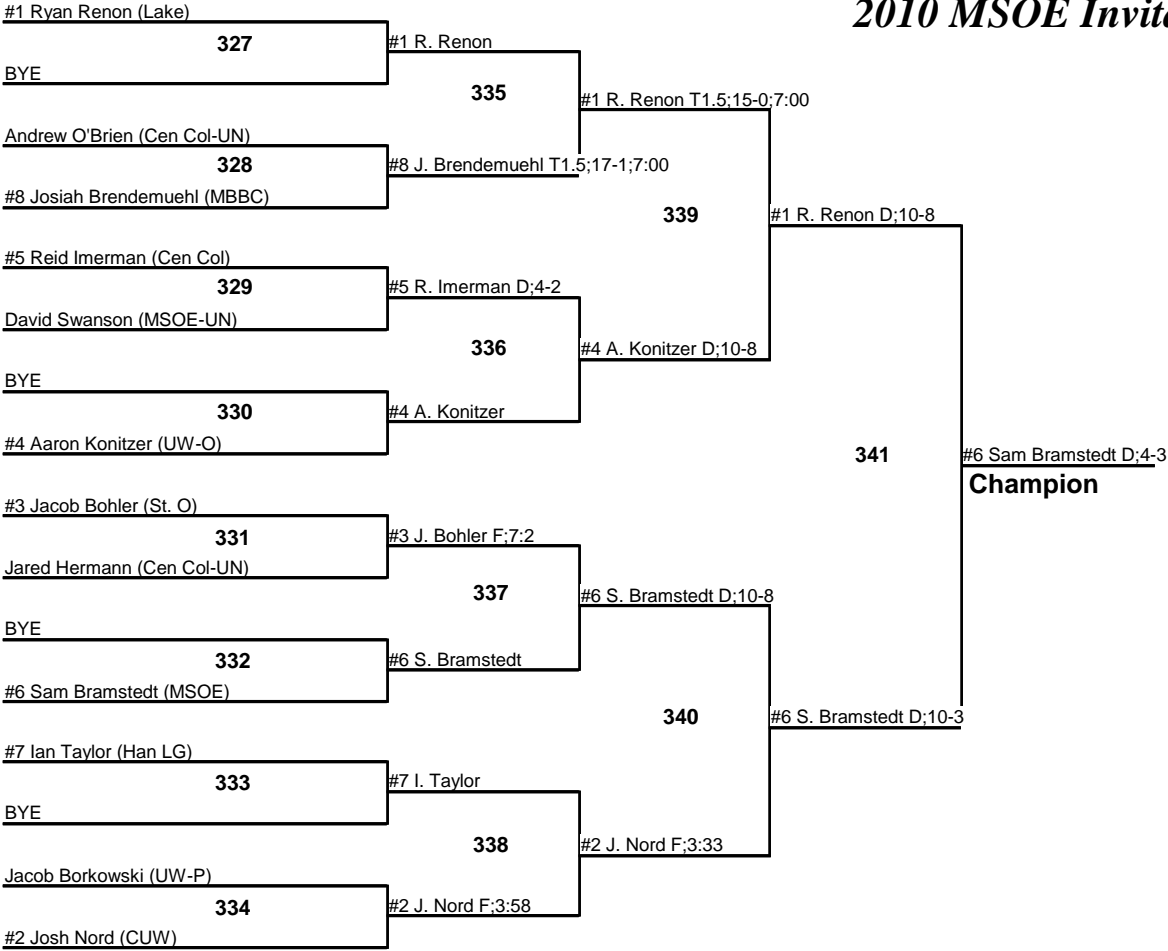 2010 MSOE Invit
#1 Ryan Renon (Lake)
327
BYE
#1 R. Renon
335
Andrew O'Brien (Cen Col-UN)
328
#8 Josiah Brendemuehl (MBBC)
#8 J. Brendemuehl T1.5;17-1;7:00
#1 R. Renon T1.5;15-0;7:00
339
#5 Reid Imerman (Cen Col)
329
David Swanson (MSOE-UN)
#5 R. Imerman D;4-2
336
BYE
330
#4 Aaron Konitzer (UW-O)
#4 A. Konitzer
#4 A. Konitzer D;10-8
#1 R. Renon D;10-8
341
#6 Sam Bramstedt D;4-3
Champion
#3 Jacob Bohler (St. O)
331
Jared Hermann (Cen Col-UN)
#3 J. Bohler F;7:2
337
BYE
332
#6 Sam Bramstedt (MSOE)
#6 S. Bramstedt
#6 S. Bramstedt D;10-8
340
#6 S. Bramstedt D;10-3
#7 Ian Taylor (Han LG)
333
BYE
#7 I. Taylor
338
Jacob Borkowski (UW-P)
334
#2 Josh Nord (CUW)
#2 J. Nord F;3:58
#2 J. Nord F;3:33